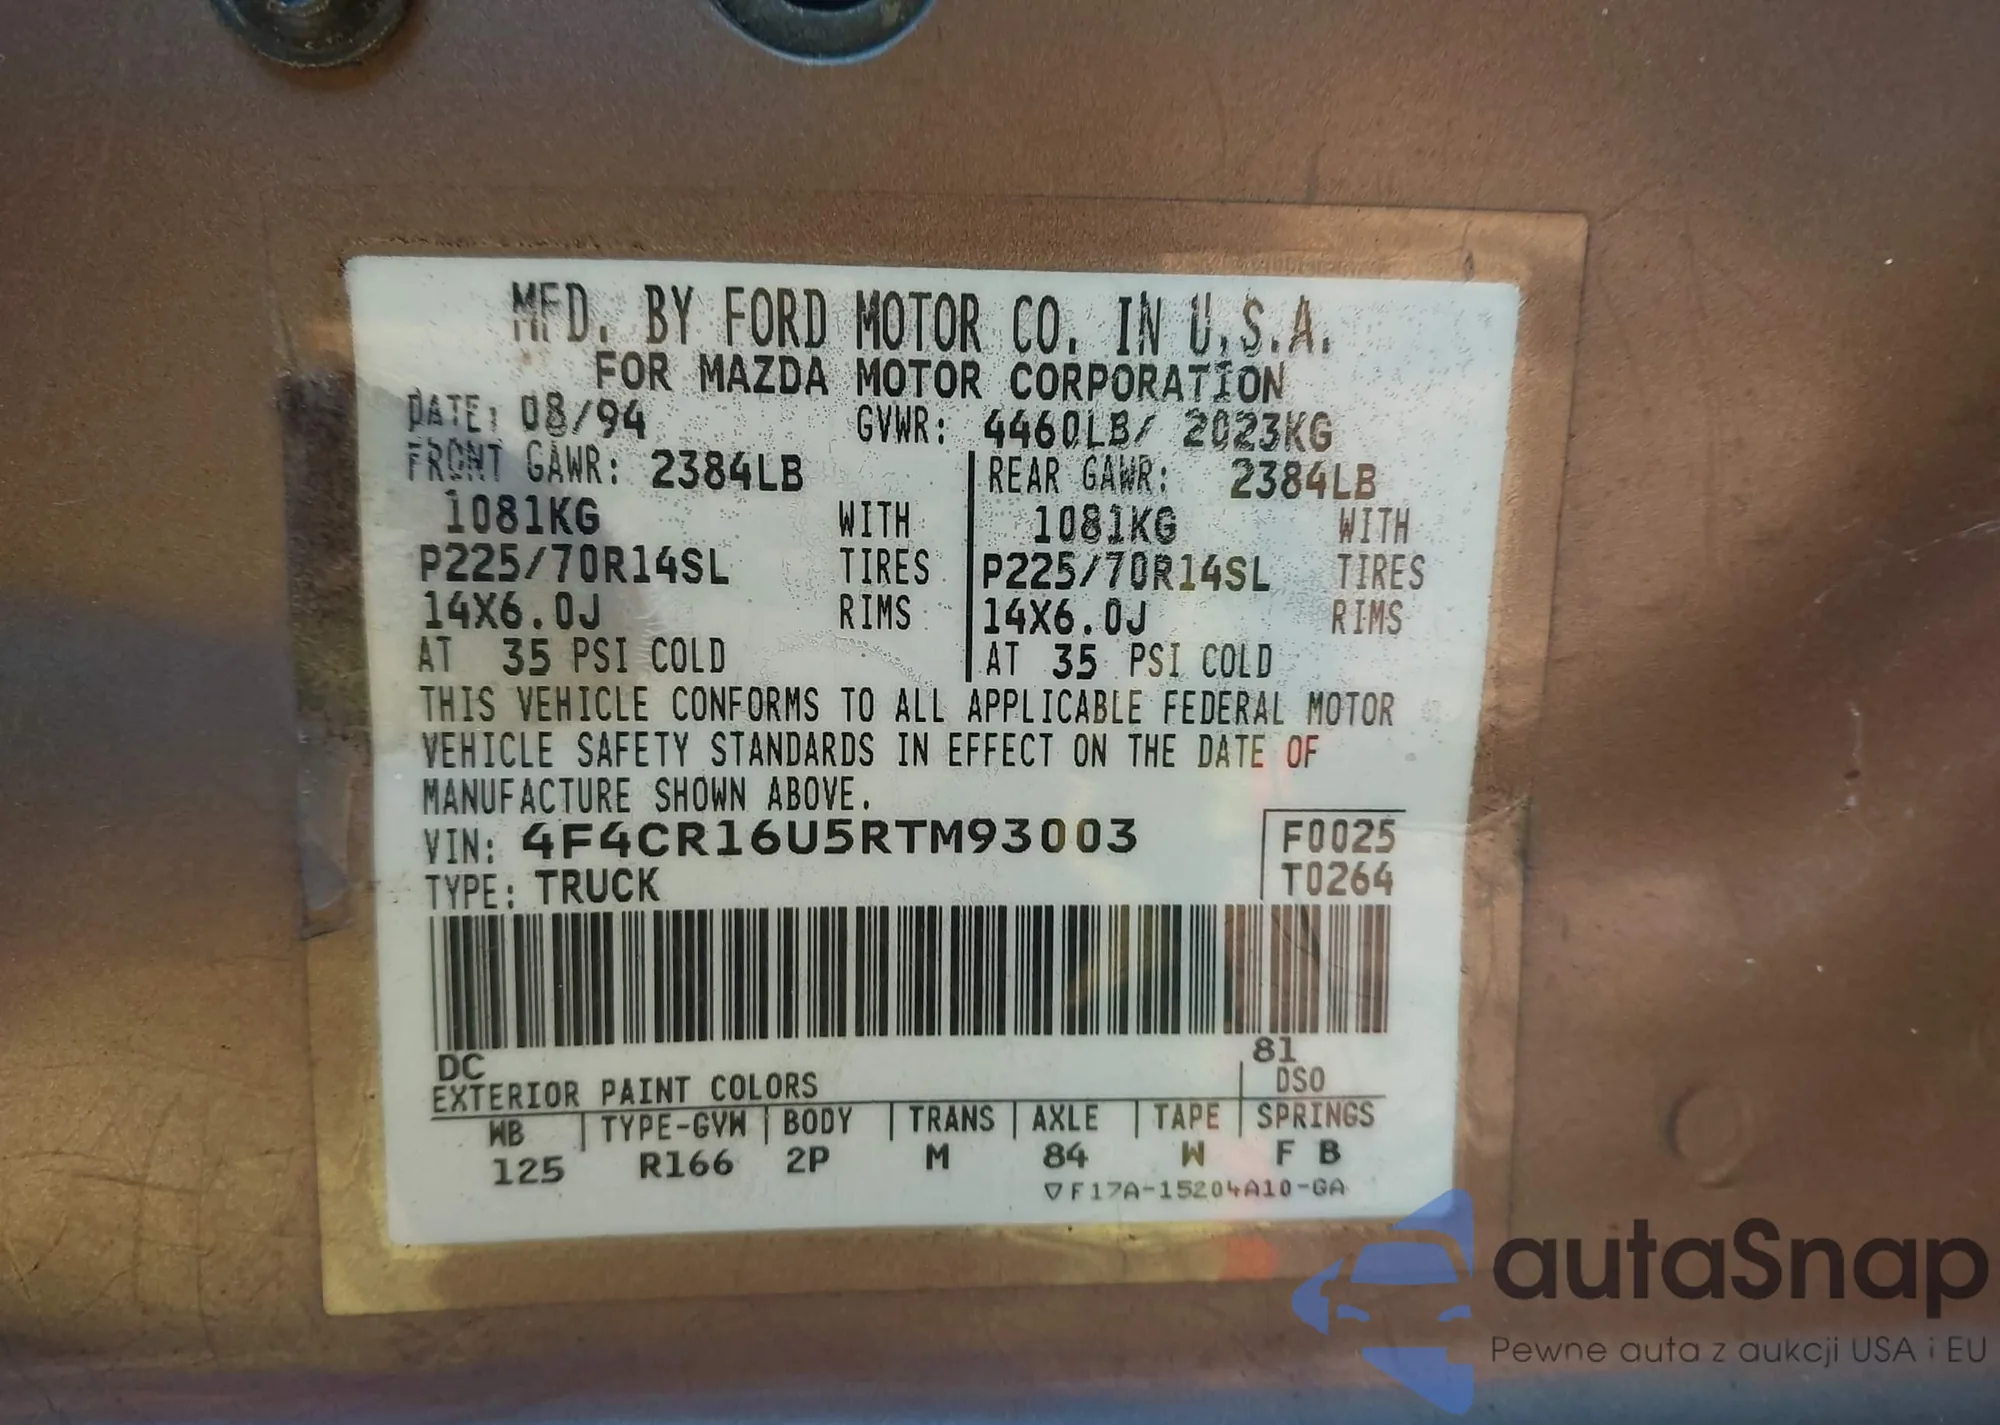 MFD. BY FORD MOTOR CO. IN U.S.A.
FOR MAZDA MOTOR CORPORATION
DATE: 08/94 GVWR: 4460LB/ 2023KG
FRONT GAWR: 2384LB REAR GAWR: 2384LB
1081KG WITH 1081KG WITH
P225/70R14SL TIRES P225/70R14SL TIRES
14X6.0J RIMS 14X6.0J RIMS
AT 35 PSI COLD AT 35 PSI COLD
THIS VEHICLE CONFORMS TO ALL APPLICABLE FEDERAL MOTOR
VEHICLE SAFETY STANDARDS IN EFFECT ON THE DATE OF
MANUFACTURE SHOWN ABOVE.
VIN: 4F4CR16U5RTM93003 F0025
TYPE: TRUCK T0264
DC 81
EXTERIOR PAINT COLORS DSO
WB TYPE-GVW BODY TRANS AXLE TAPE SPRINGS
125 R166 2P M 84 W F B
▽F17A-15204A10-GA
autaSnap
Pewne auta z aukcji USA i EU